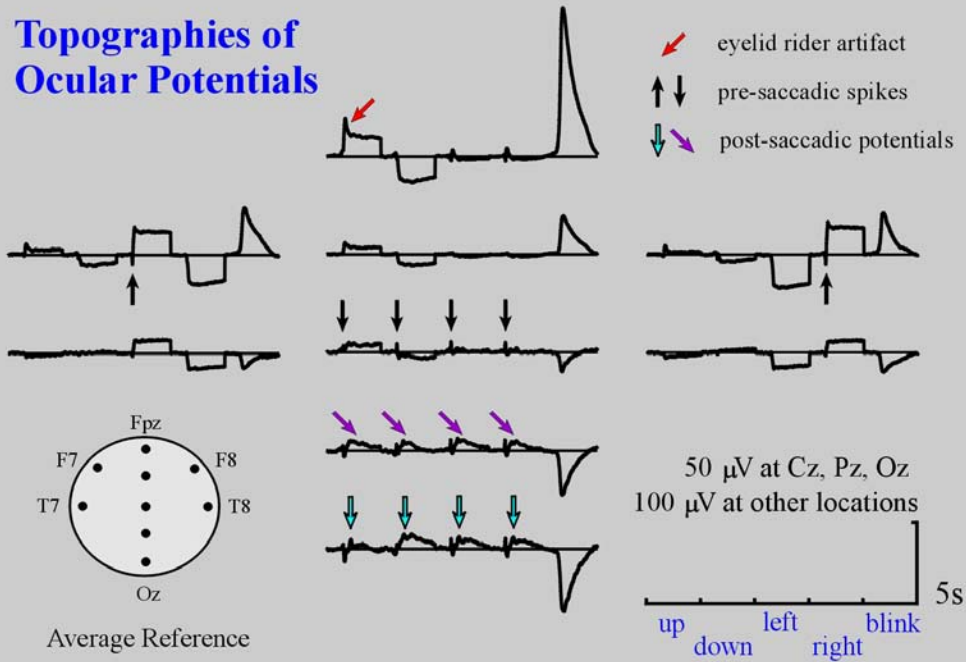 Topographies of
Ocular Potentials
eyelid rider artifact
pre-saccadic spikes
post-saccadic potentials
Fpz
F7
F8
T7
T8
Oz
Average Reference
50 μV at Cz, Pz, Oz
100 μV at other locations
5s
up
down
left
right
blink